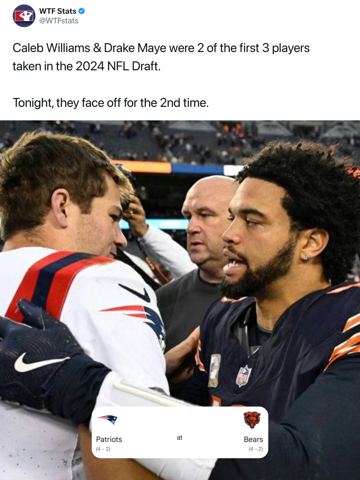 WTF Stats
@WTFstats
Caleb Williams & Drake Maye were 2 of the first 3 players
taken in the 2024 NFL Draft.
Tonight, they face off for the 2nd time.
Patriots
(4 - 2)
at
Bears
(4 - 2)